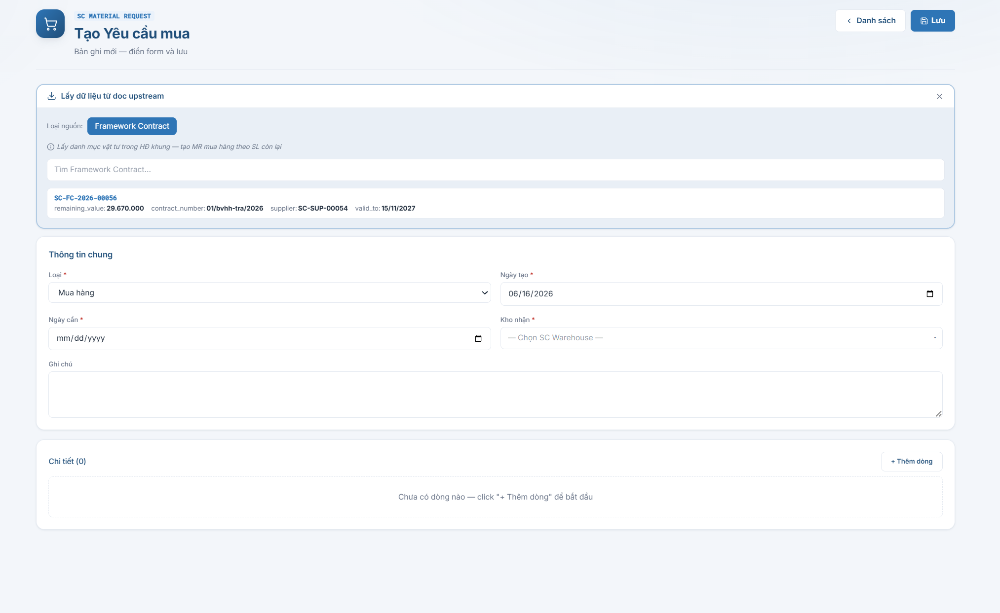 SC MATERIAL REQUEST
Tạo Yêu cầu mua
Bản ghi mới — điền form và lưu
Danh sách
Lưu
Lấy dữ liệu từ doc upstream
Loại nguồn: Framework Contract
Lấy danh mục vật tư trong HĐ khung — tạo MR mua hàng theo SL còn lại
Tìm Framework Contract...
SC-FC-2026-00056
remaining_value: 29.670.000 contract_number: 01/bvhh-tra/2026 supplier: SC-SUP-00054 valid_to: 15/11/2027
Thông tin chung
Loại *
Mua hàng
Ngày tạo *
06/16/2026
Ngày cần *
mm/dd/yyyy
Kho nhận *
— Chọn SC Warehouse —
Ghi chú
Chi tiết (0)
+ Thêm dòng
Chưa có dòng nào — click "+ Thêm dòng" để bắt đầu